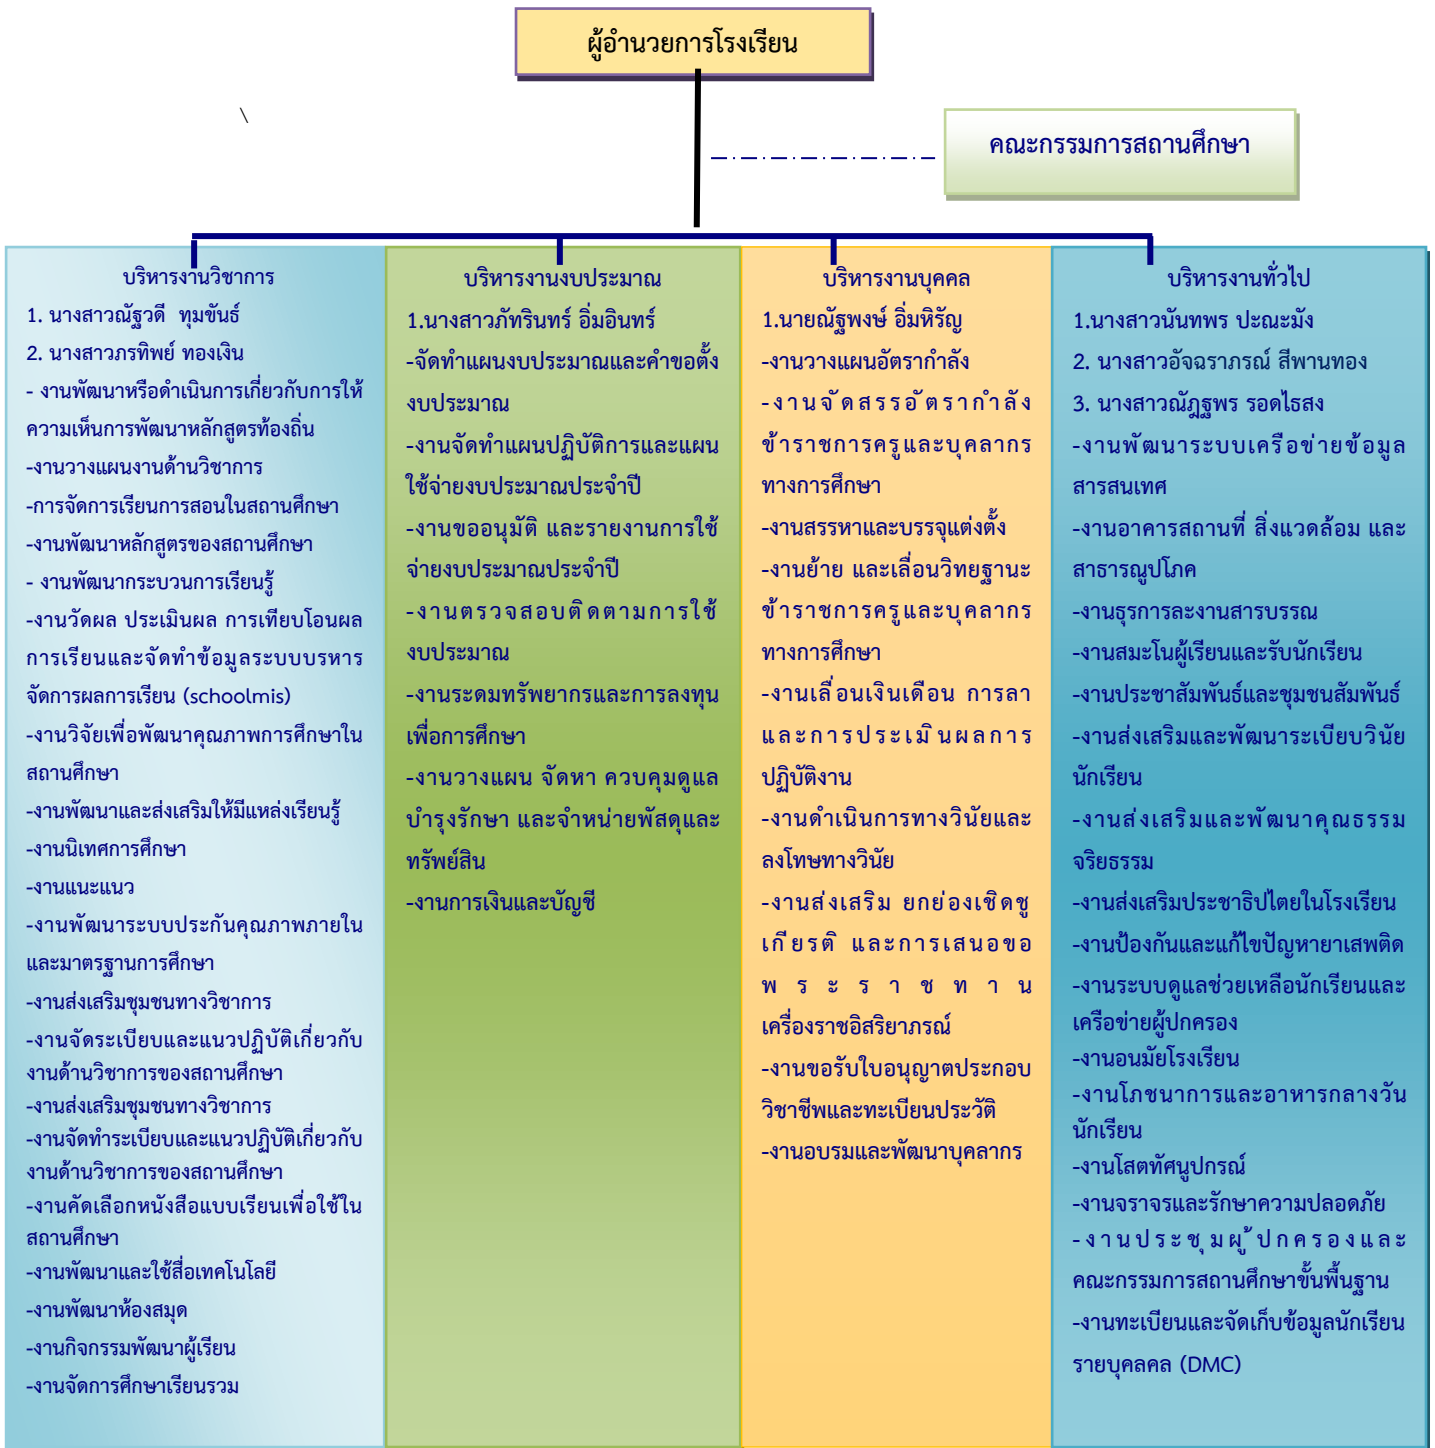 ผู้อำนวยการโรงเรียน
\
คณะกรรมการสถานศึกษา
บริหารงานวิชาการ
1. นางสาวณัฐวดี ทุมขันธ์
2. นางสาวภรทิพย์ ทองเงิน
- งานพัฒนาหรือดำเนินการเกี่ยวกับการให้
ความเห็นการพัฒนาหลักสูตรท้องถิ่น
-งานวางแผนงานด้านวิชาการ
-การจัดการเรียนการสอนในสถานศึกษา
-งานพัฒนาหลักสูตรของสถานศึกษา
- งานพัฒนากระบวนการเรียนรู้
-งานวัดผล ประเมินผล การเทียบโอนผล
การเรียนและจัดทำข้อมูลระบบบรหาร
จัดการผลการเรียน (schoolmis)
-งานวิจัยเพื่อพัฒนาคุณภาพการศึกษาใน
สถานศึกษา
-งานพัฒนาและส่งเสริมให้มีแหล่งเรียนรู้
-งานนิเทศการศึกษา
-งานแนะแนว
-งานพัฒนาระบบประกันคุณภาพภายใน
และมาตรฐานการศึกษา
-งานส่งเสริมชุมชนทางวิชาการ
-งานจัดระเบียบและแนวปฏิบัติเกี่ยวกับ
งานด้านวิชาการของสถานศึกษา
-งานส่งเสริมชุมชนทางวิชาการ
-งานจัดทำระเบียบและแนวปฏิบัติเกี่ยวกับ
งานด้านวิชาการของสถานศึกษา
-งานคัดเลือกหนังสือแบบเรียนเพื่อใช้ใน
สถานศึกษา
-งานพัฒนาและใช้สื่อเทคโนโลยี
-งานพัฒนาห้องสมุด
-งานกิจกรรมพัฒนาผู้เรียน
-งานจัดการศึกษาเรียนรวม
บริหารงานงบประมาณ
1.นางสาวภัทรินทร์ อิ่มอินทร์
-จัดทำแผนงบประมาณและคำขอตั้ง
งบประมาณ
-งานจัดทำแผนปฏิบัติการและแผน
ใช้จ่ายงบประมาณประจำปี
-งานขออนุมัติ และรายงานการใช้
จ่ายงบประมาณประจำปี
-งานตรวจสอบติดตามการใช้
งบประมาณ
-งานระดมทรัพยากรและการลงทุน
เพื่อการศึกษา
-งานวางแผน จัดหา ควบคุมดูแล
บำรุงรักษา และจำหน่ายพัสดุและ
ทรัพย์สิน
-งานการเงินและบัญชี
บริหารงานบุคคล
1.นายณัฐพงษ์ อิ่มหิรัญ
-งานวางแผนอัตรากำลัง
-งานจัดสรรอัตรากำลัง
ข้าราชการครูและบุคลากร
ทางการศึกษา
-งานสรรหาและบรรจุแต่งตั้ง
-งานย้าย และเลื่อนวิทยฐานะ
ข้าราชการครูและบุคลากร
ทางการศึกษา
-งานเลื่อนเงินเดือน การลา
และการประเมินผลการ
ปฏิบัติงาน
-งานดำเนินการทางวินัยและ
ลงโทษทางวินัย
-งานส่งเสริม ยกย่องเชิดชู
เกียรติ และการเสนอขอ
พระราชทาน
เครื่องราชอิสริยาภรณ์
-งานขอรับใบอนุญาตประกอบ
วิชาชีพและทะเบียนประวัติ
-งานอบรมและพัฒนาบุคลากร
บริหารงานทั่วไป
1.นางสาวนันทพร ปะณะมัง
2. นางสาวอัจฉราภรณ์ สีพานทอง
3. นางสาวณัฎฐพร รอดไธสง
-งานพัฒนาระบบเครือข่ายข้อมูล
สารสนเทศ
-งานอาคารสถานที่ สิ่งแวดล้อม และ
สาธารณูปโภค
-งานธุรการละงานสารบรรณ
-งานสมะโนผู้เรียนและรับนักเรียน
-งานประชาสัมพันธ์และชุมชนสัมพันธ์
-งานส่งเสริมและพัฒนาระเบียบวินัย
นักเรียน
-งานส่งเสริมและพัฒนาคุณธรรม
จริยธรรม
-งานส่งเสริมประชาธิปไตยในโรงเรียน
-งานป้องกันและแก้ไขปัญหายาเสพติด
-งานระบบดูแลช่วยเหลือนักเรียนและ
เครือข่ายผู้ปกครอง
-งานอนมัยโรงเรียน
-งานโภชนาการและอาหารกลางวัน
นักเรียน
-งานโสตทัศนูปกรณ์
-งานจราจรและรักษาความปลอดภัย
-งานประชุมผู้ปกครองและ
คณะกรรมการสถานศึกษาขั้นพื้นฐาน
-งานทะเบียนและจัดเก็บข้อมูลนักเรียน
รายบุคลคล (DMC)